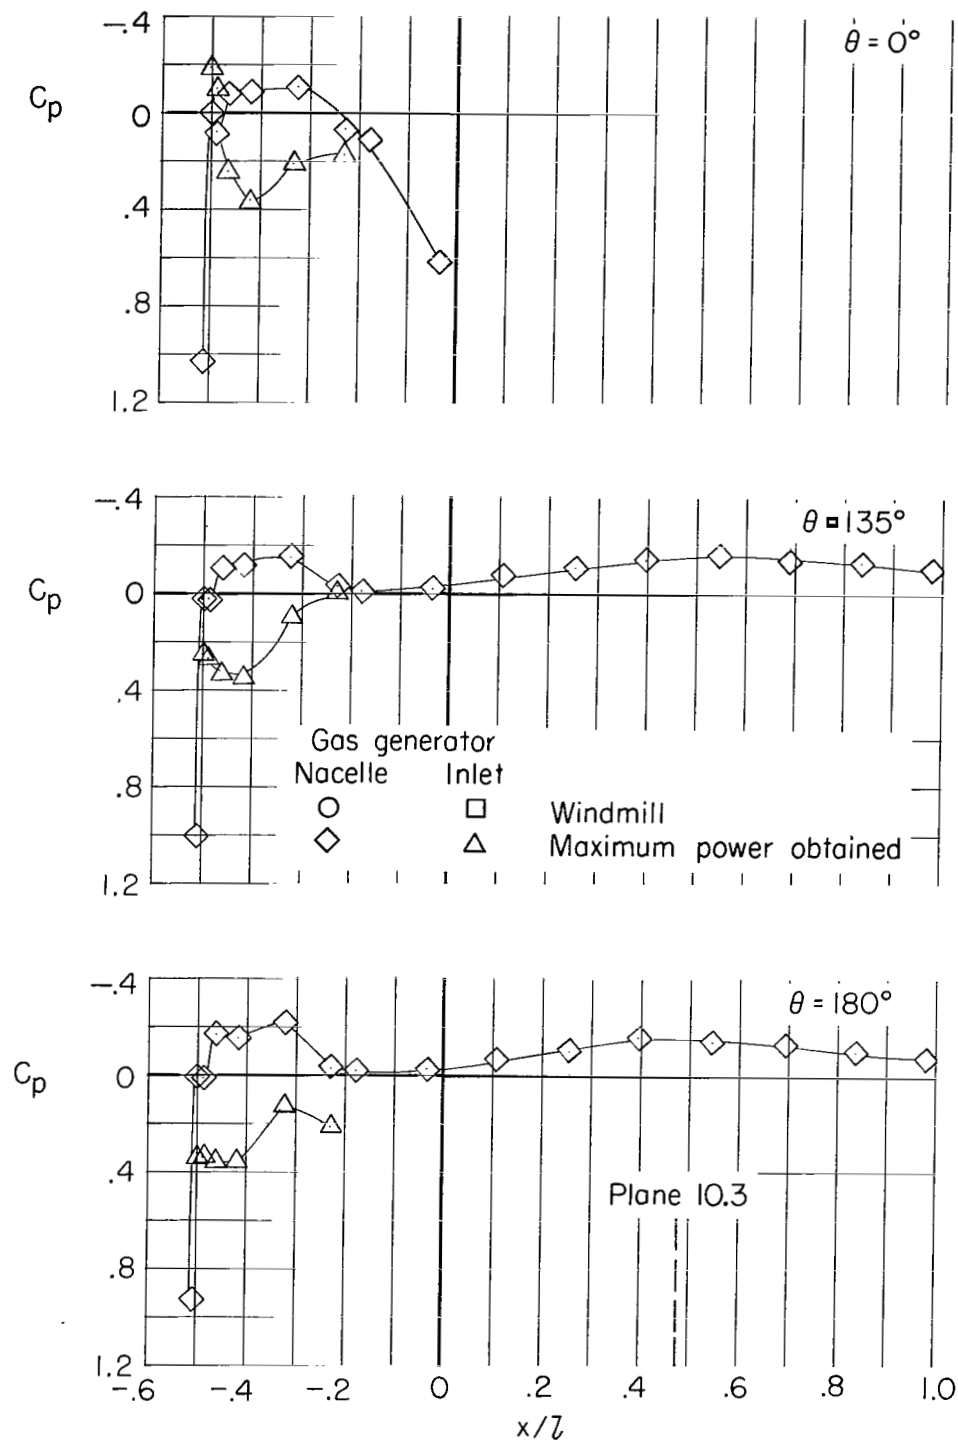 -.4
θ = 0°
Cp
0
.4
.8
1.2
-.4
θ = 135°
Cp
0
.4
Gas generator
Nacelle Inlet
.8
Windmill
Maximum power obtained
1.2
-.4
θ = 180°
Cp
0
.4
Plane 10.3
.8
1.2
-.6 -.4 -.2 0 .2 .4 .6 .8 1.0
x/l